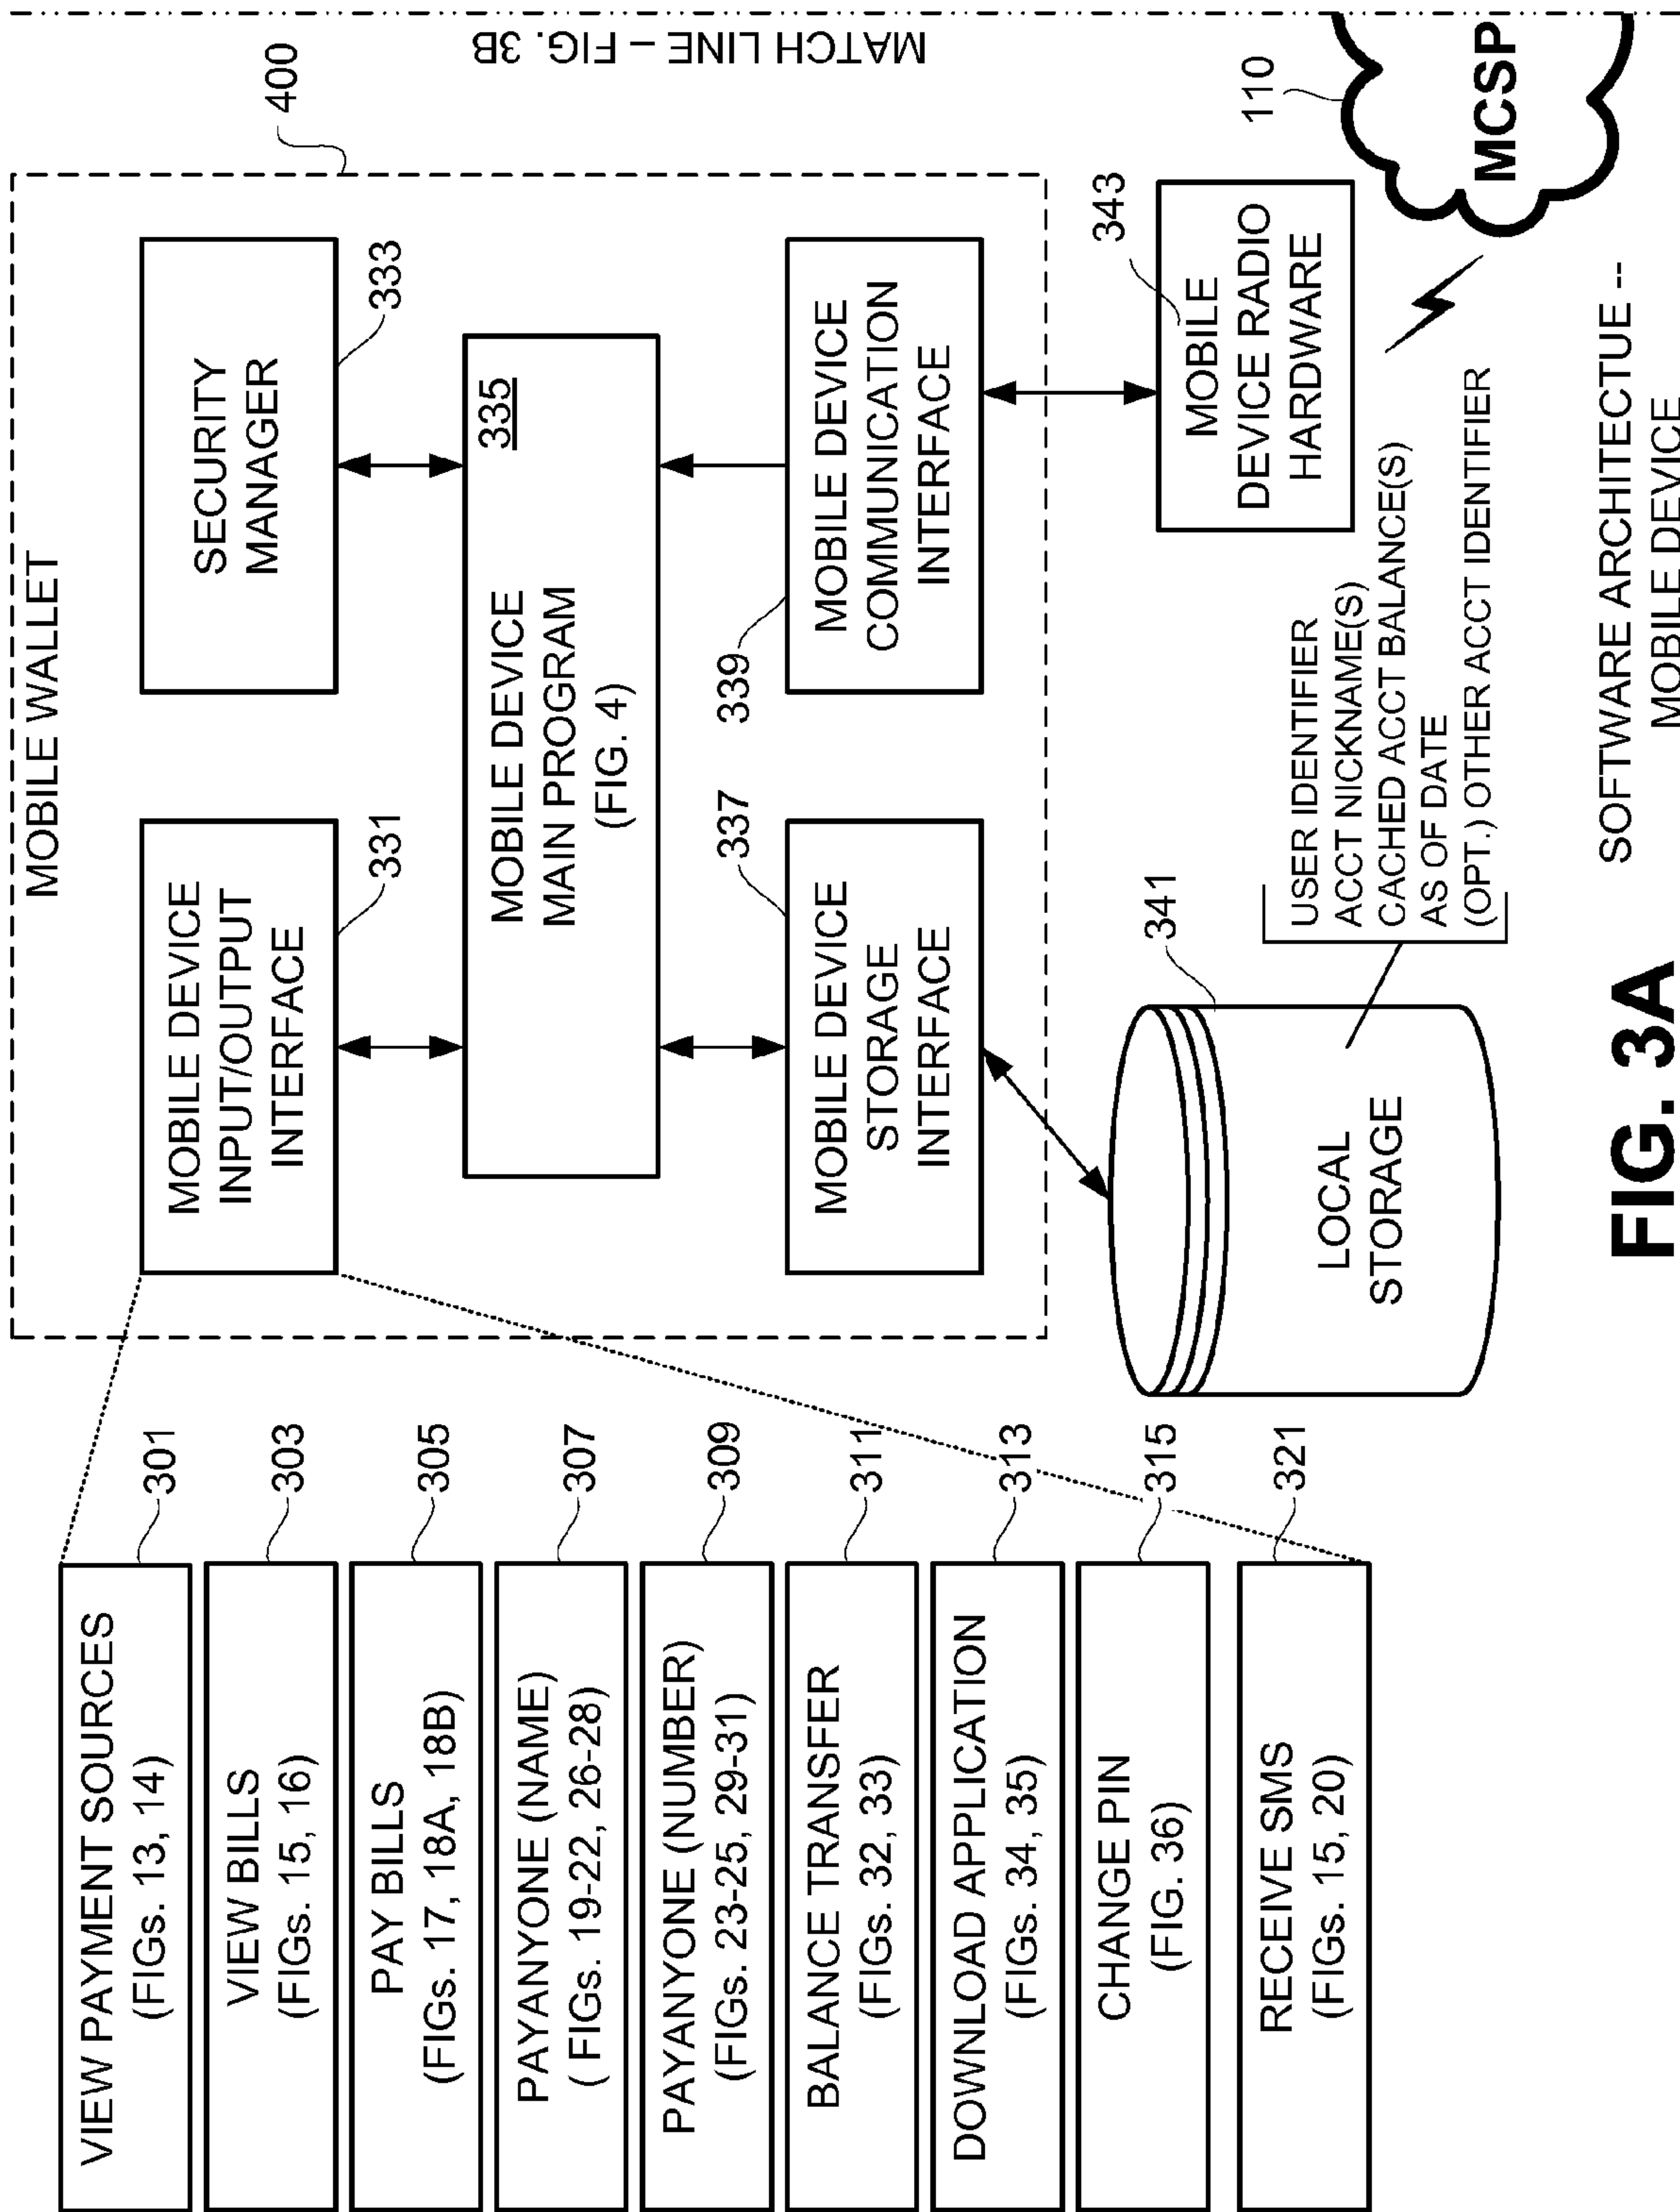 VIEW PAYMENT SOURCES
(FIGs. 13, 14)
301
VIEW BILLS
(FIGs. 15, 16)
303
PAY BILLS
(FIGs. 17, 18A, 18B)
305
PAYANYONE (NAME)
( FIGs. 19-22, 26-28)
307
PAYANYONE (NUMBER)
(FIGs. 23-25, 29-31)
309
BALANCE TRANSFER
(FIGs. 32, 33)
311
DOWNLOAD APPLICATION
(FIGs. 34, 35)
313
CHANGE PIN
(FIG. 36)
315
RECEIVE SMS
(FIGs. 15, 20)
321
MOBILE WALLET
400
MOBILE DEVICE
INPUT/OUTPUT
INTERFACE
331
SECURITY
MANAGER
333
MOBILE DEVICE
MAIN PROGRAM
(FIG. 4)
335
MOBILE DEVICE
STORAGE
INTERFACE
337
MOBILE DEVICE
COMMUNICATION
INTERFACE
339
LOCAL
STORAGE
341
USER IDENTIFIER
ACCT NICKNAME(S)
CACHED ACCT BALANCE(S)
AS OF DATE
(OPT.) OTHER ACCT IDENTIFIER
MOBILE
DEVICE RADIO
HARDWARE
343
110
MCSP
MATCH LINE – FIG. 3B
FIG. 3A
SOFTWARE ARCHITECTUE --
MOBILE DEVICE